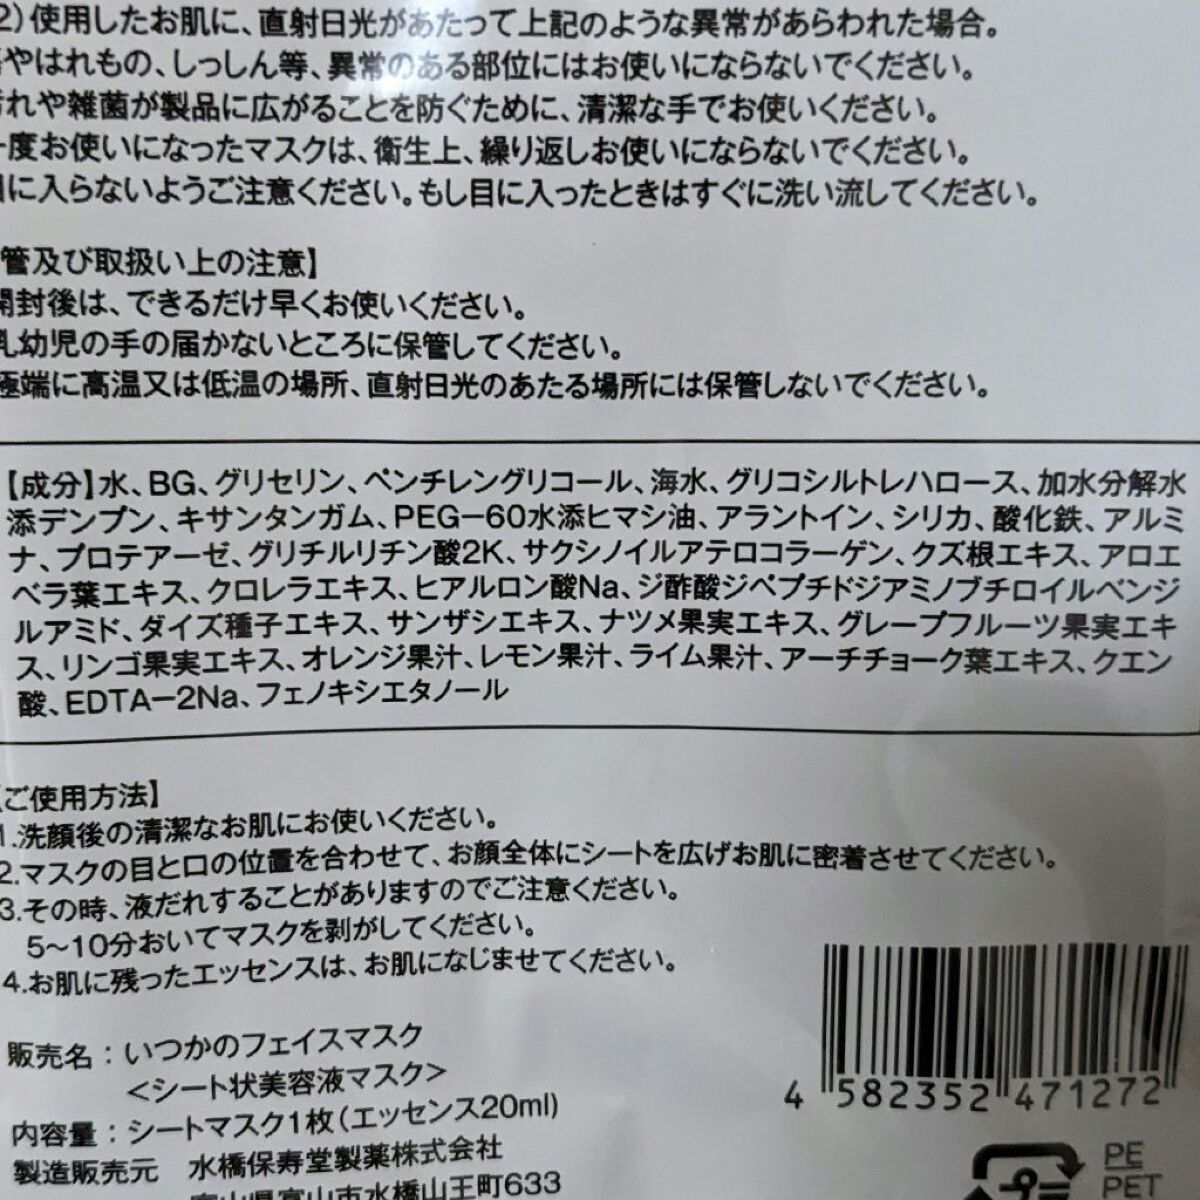 2)使用したお肌に、直射日光があたって上記のような異常があらわれた場合。
やはれもの、しっしん等、異常のある部位にはお使いにならないでください。
汚れや雑菌が製品に広がることを防ぐために、清潔な手でお使いください。
一度お使いになったマスクは、衛生上、繰り返しお使いにならないでください。
目に入らないようご注意ください。もし目に入ったときはすぐに洗い流してください。
管及び取扱い上の注意】
開封後は、できるだけ早くお使いください。
乳幼児の手の届かないところに保管してください。
極端に高温又は低温の場所、直射日光のあたる場所には保管しないでください。
【成分】水、BG、グリセリン、ペンチレングリコール、海水、グリコシルトレハロース、加水分解水
添デンプン、キサンタンガム、PEG-60水添ヒマシ油、アラントイン、シリカ、酸化鉄、アルミ
ナ、プロテアーゼ、グリチルリチン酸2K、サクシノイルアテロコラーゲン、クズ根エキス、アロエ
ベラ葉エキス、クロレラエキス、ヒアルロン酸Na、ジ酢酸ジペプチドジアミノブチロイルベンジ
ルアミド、ダイズ種子エキス、サンザシエキス、ナツメ果実エキス、グレープフルーツ果実エキ
ス、リンゴ果実エキス、オレンジ果汁、レモン果汁、ライム果汁、アーチチョーク葉エキス、クエン
酸、EDTA-2Na、フェノキシエタノール
【ご使用方法】
1.洗顔後の清潔なお肌にお使いください。
2.マスクの目と口の位置を合わせて、お顔全体にシートを広げお肌に密着させてください。
3.その時、液だれすることがありますのでご注意ください。
5〜10分おいてマスクを剥がしてください。
4.お肌に残ったエッセンスは、お肌になじませてください。
販売名：いつかのフェイスマスク
<シート状美容液マスク>
内容量：シートマスク1枚(エッセンス20ml)
製造販売元 水橋保寿堂製薬株式会社
富山県富山市水橋山王町633
4 582352 471272
PE
PET